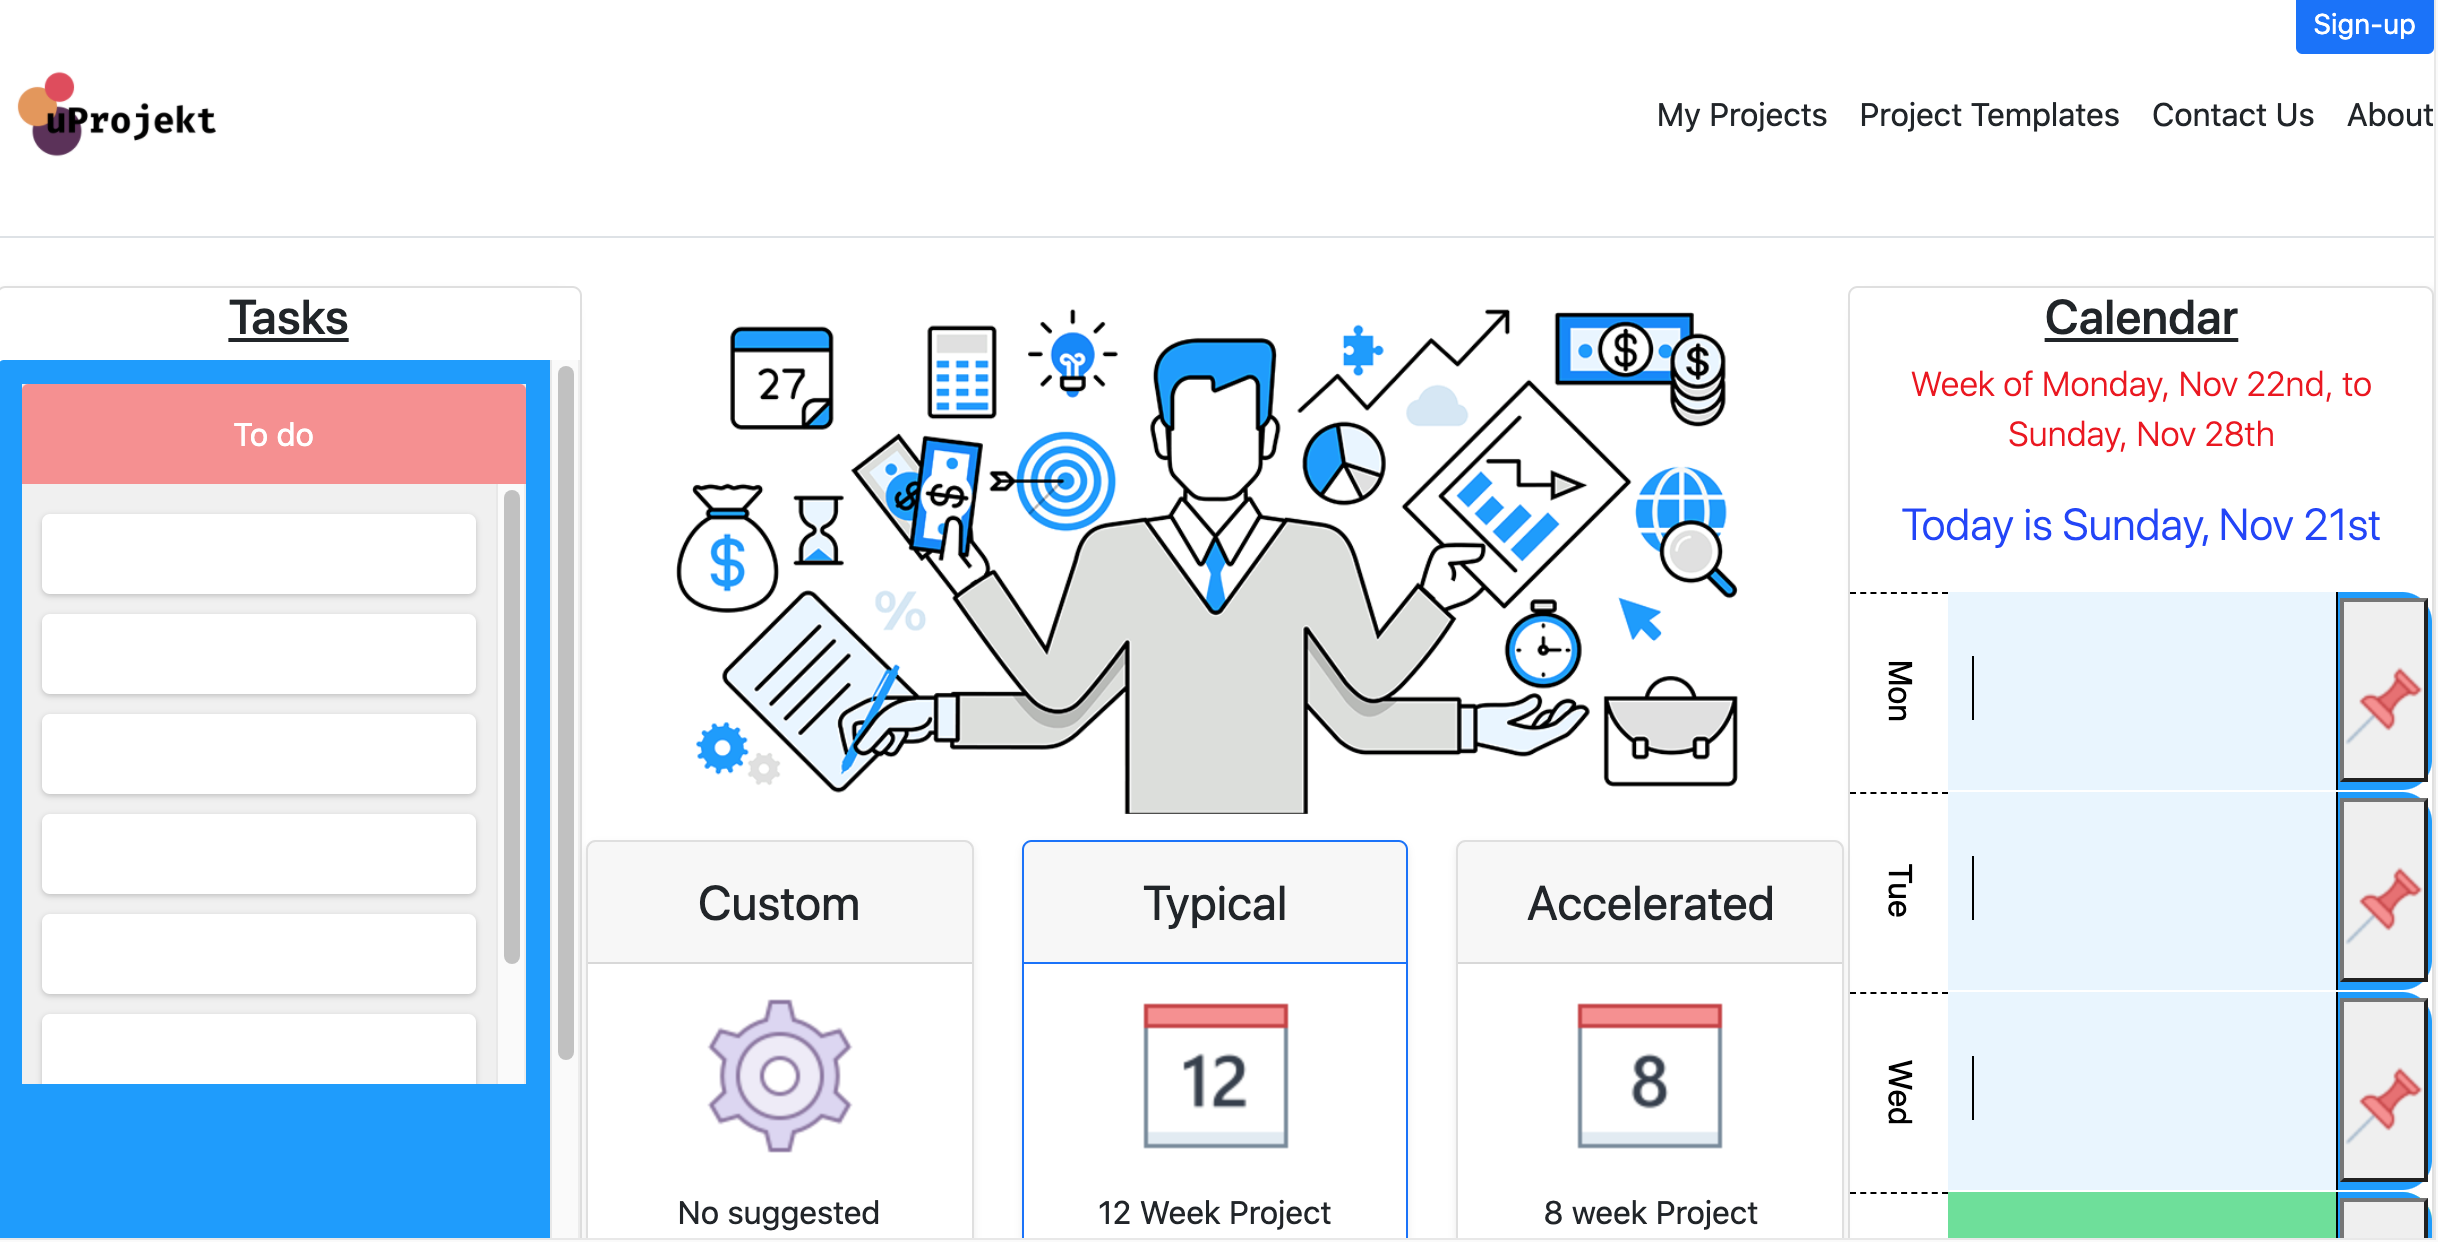 Sign-up
uProjekt
My Projects
Project Templates
Contact Us
About
Tasks
To do
27
$
$
$
$
$
%
Calendar
Week of Monday, Nov 22nd, to
Sunday, Nov 28th
Today is Sunday, Nov 21st
Mon
Tue
Wed
Custom
Typical
Accelerated
12
8
No suggested
12 Week Project
8 week Project